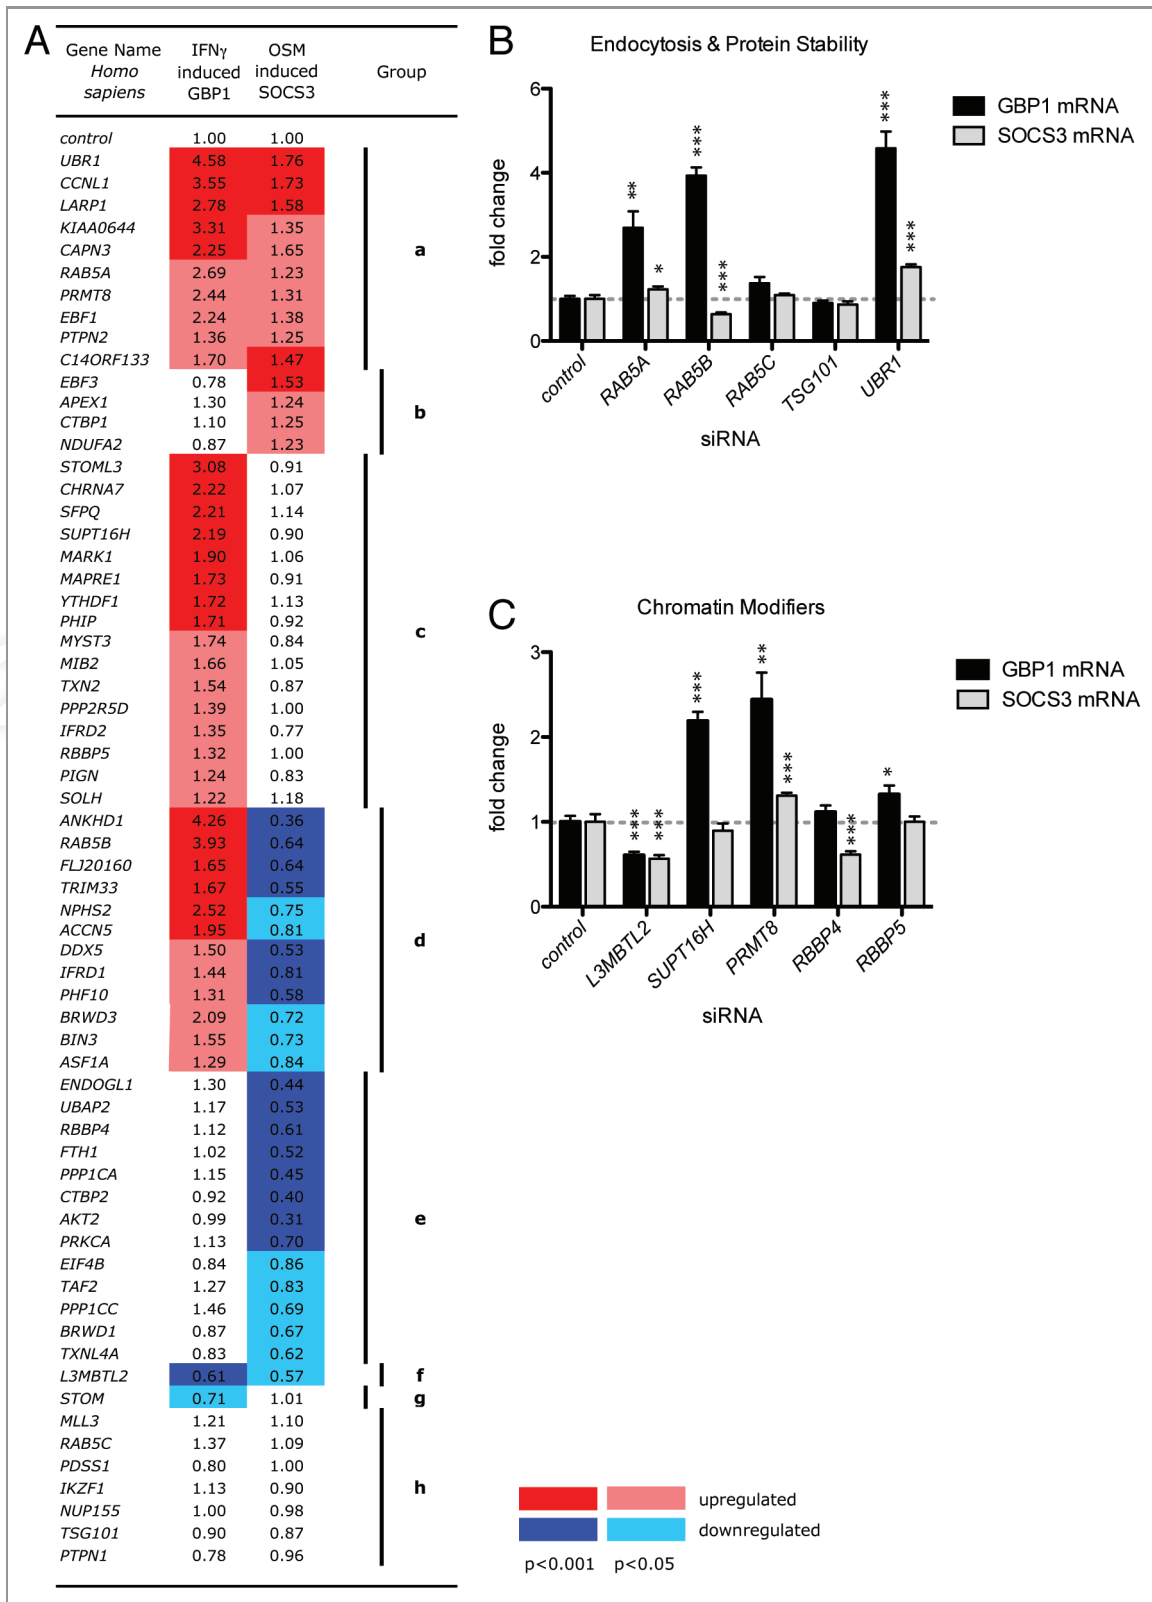 A
Gene Name IFNγ OSM
Homo induced induced Group
sapiens GBP1 SOCS3
control 1.00 1.00
UBR1 4.58 1.76
CCNL1 3.55 1.73
LARP1 2.78 1.58
KIAA0644 3.31 1.35
CAPN3 2.25 1.65 a
RAB5A 2.69 1.23
PRMT8 2.44 1.31
EBF1 2.24 1.38
PTPN2 1.36 1.25
C14ORF133 1.70 1.47
EBF3 0.78 1.53
APEX1 1.30 1.24 b
CTBP1 1.10 1.25
NDUFA2 0.87 1.23
STOML3 3.08 0.91
CHRNA7 2.22 1.07
SFPQ 2.21 1.14
SUPT16H 2.19 0.90
MARK1 1.90 1.06
MAPRE1 1.73 0.91
YTHDF1 1.72 1.13
PHIP 1.71 0.92 c
MYST3 1.74 0.84
MIB2 1.66 1.05
TXN2 1.54 0.87
PPP2R5D 1.39 1.00
IFRD2 1.35 0.77
RBBP5 1.32 1.00
PIGN 1.24 0.83
SOLH 1.22 1.18
ANKHD1 4.26 0.36
RAB5B 3.93 0.64
FLJ20160 1.65 0.64
TRIM33 1.67 0.55
NPHS2 2.52 0.75
ACCN5 1.95 0.81 d
DDX5 1.50 0.53
IFRD1 1.44 0.81
PHF10 1.31 0.58
BRWD3 2.09 0.72
BIN3 1.55 0.73
ASF1A 1.29 0.84
ENDOGL1 1.30 0.44
UBAP2 1.17 0.53
RBBP4 1.12 0.61
FTH1 1.02 0.52
PPP1CA 1.15 0.45
CTBP2 0.92 0.40
AKT2 0.99 0.31 e
PRKCA 1.13 0.70
EIF4B 0.84 0.86
TAF2 1.27 0.83
PPP1CC 1.46 0.69
BRWD1 0.87 0.67
TXNL4A 0.83 0.62
L3MBTL2 0.61 0.57 f
STOM 0.71 1.01 g
MLL3 1.21 1.10
RAB5C 1.37 1.09
PDSS1 0.80 1.00
IKZF1 1.13 0.90 h
NUP155 1.00 0.98
TSG101 0.90 0.87
PTPN1 0.78 0.96
B
Endocytosis & Protein Stability
GBP1 mRNA
SOCS3 mRNA
fold change
6
4
2
0
** * *** *** *** ***
control RAB5A RAB5B RAB5C TSG101 UBR1
siRNA
C
Chromatin Modifiers
GBP1 mRNA
SOCS3 mRNA
fold change
3
2
1
0
*** *** *** ** *** *** *
control L3MBTL2 SUPT16H PRMT8 RBBP4 RBBP5
siRNA
upregulated
downregulated
p<0.001 p<0.05